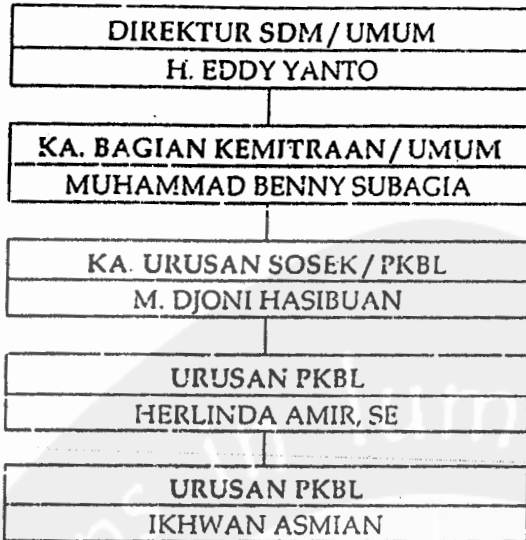 DIREKTUR SDM / UMUM
H. EDDY YANTO
KA. BAGIAN KEMITRAAN / UMUM
MUHAMMAD BENNY SUBAGIA
KA. URUSAN SOSEK / PKBL
M. DJONI HASIBUAN
URUSAN PKBL
HERLINDA AMIR, SE
URUSAN PKBL
IKHWAN ASMIAN